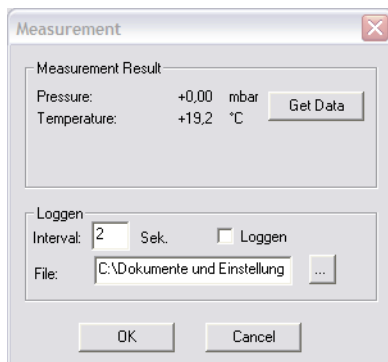 Measurement
Measurement Result
Pressure: +0,00 mbar
Get Data
Temperature: +19,2 °C
Loggen
Interval: 2 Sek. Loggen
File: C:\Dokumente und Einstellung ...
OK Cancel